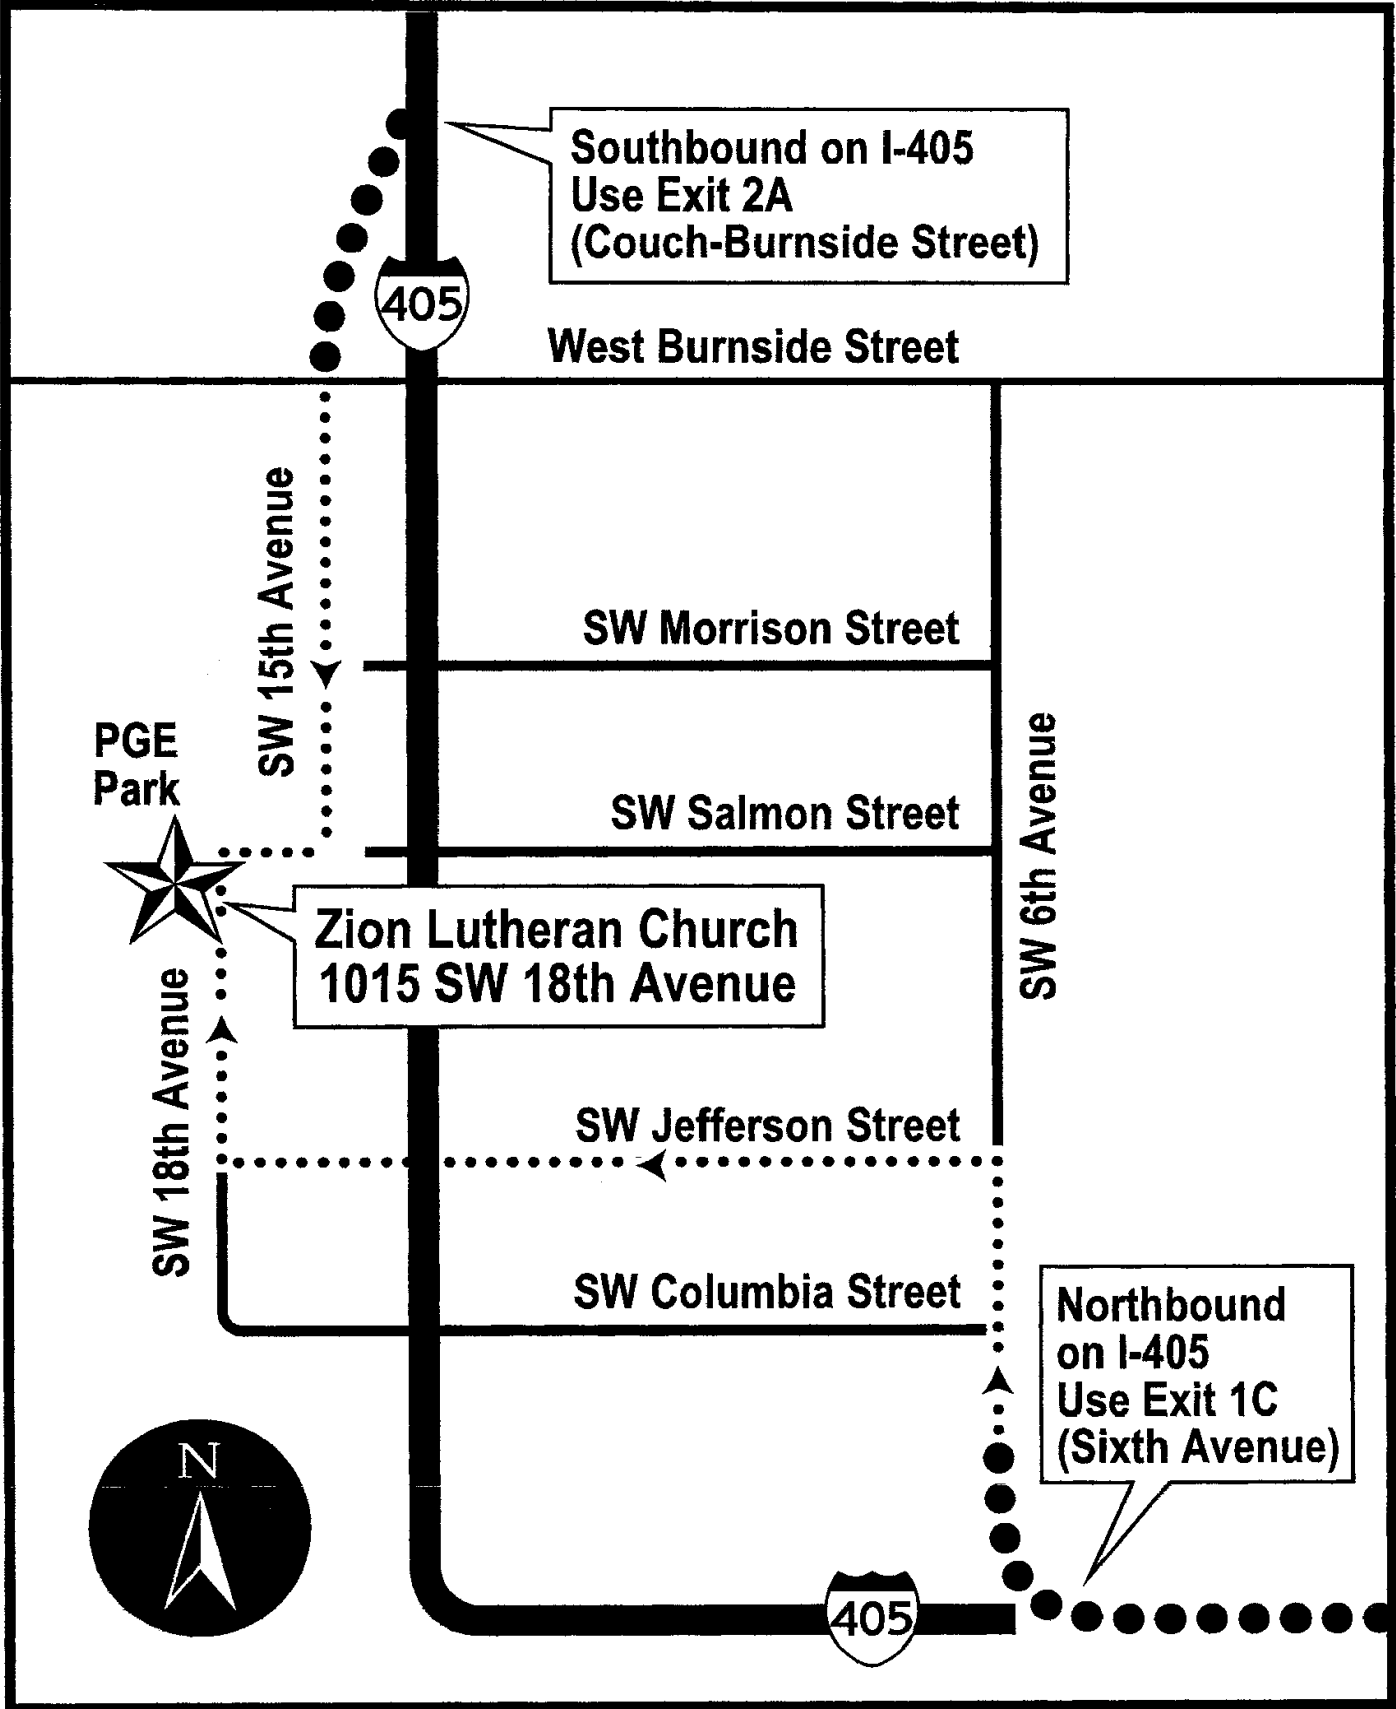 Southbound on I-405
Use Exit 2A
(Couch-Burnside Street)
405
West Burnside Street
SW 15th Avenue
SW Morrison Street
PGE
Park
SW Salmon Street
SW 6th Avenue
Zion Lutheran Church
1015 SW 18th Avenue
SW 18th Avenue
SW Jefferson Street
SW Columbia Street
Northbound
on I-405
Use Exit 1C
(Sixth Avenue)
N
405